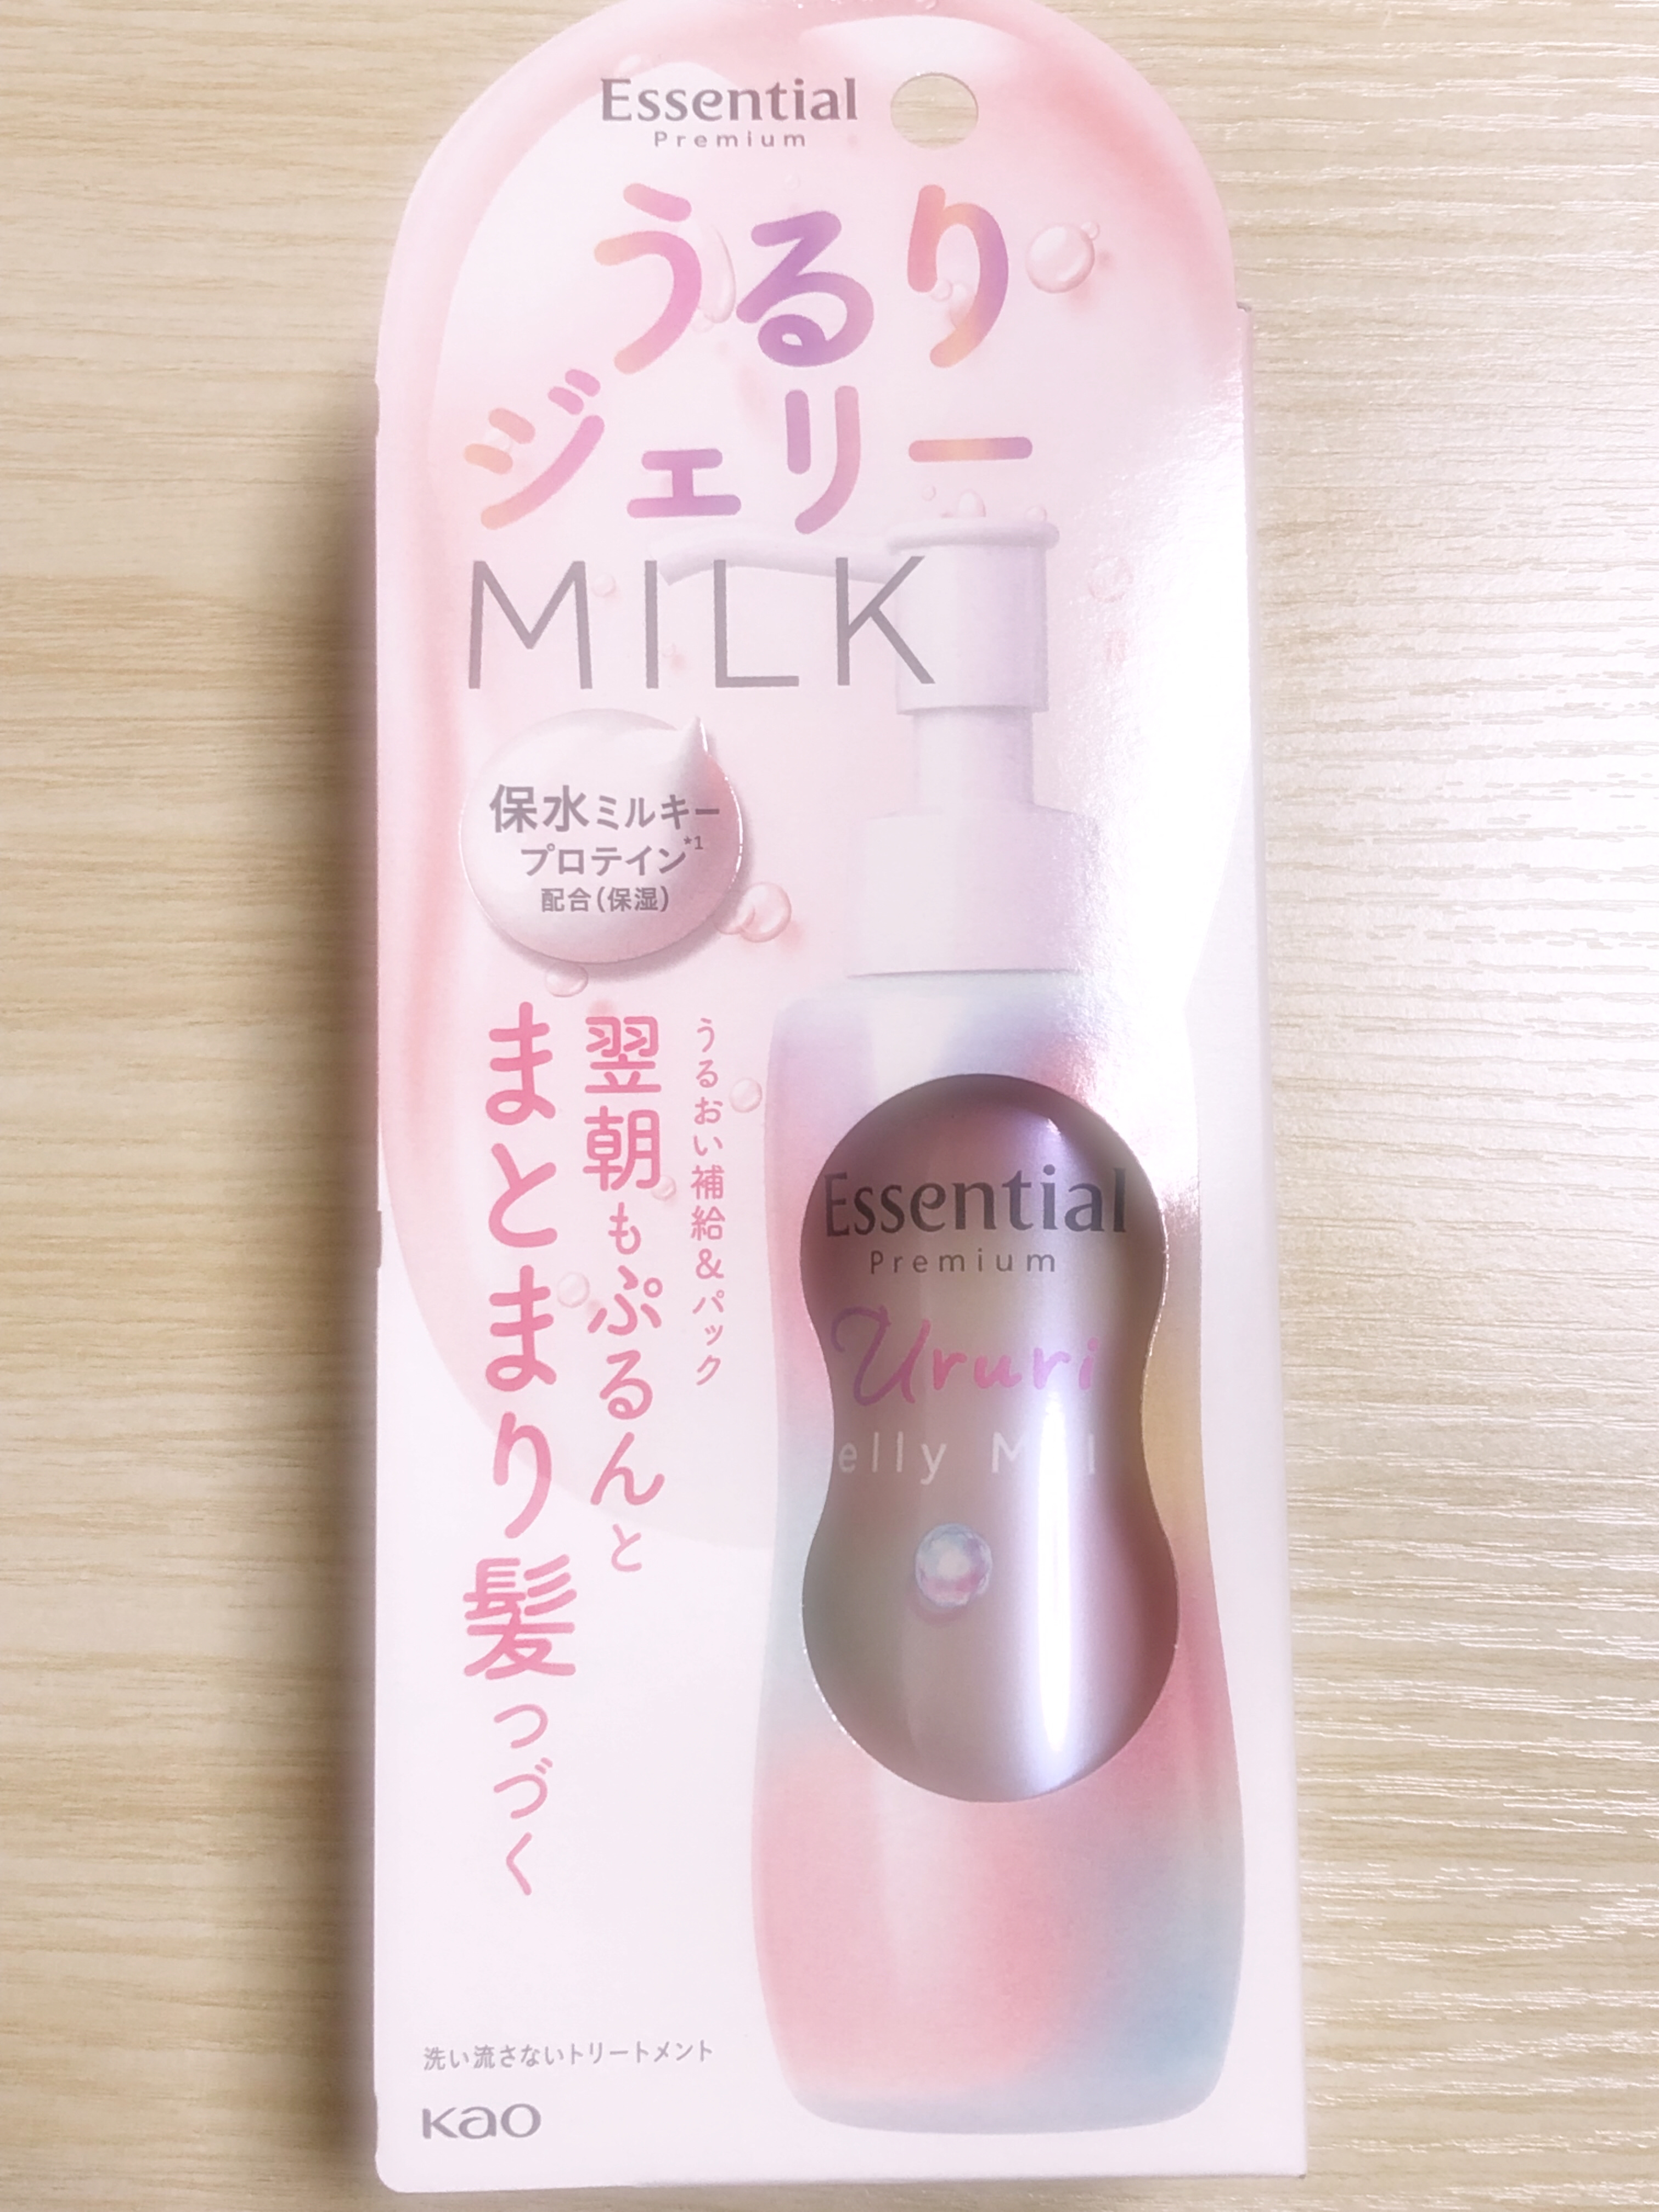 Essential
Premium
うるり
ジェリー
MILK
保水ミルキー
プロテイン*1
配合(保湿)
うるおい補給&パック
翌朝もぷるんと
まとまり髪つづく
Essential
Premium
Ururi
elly M l
洗い流さないトリートメント
Kao